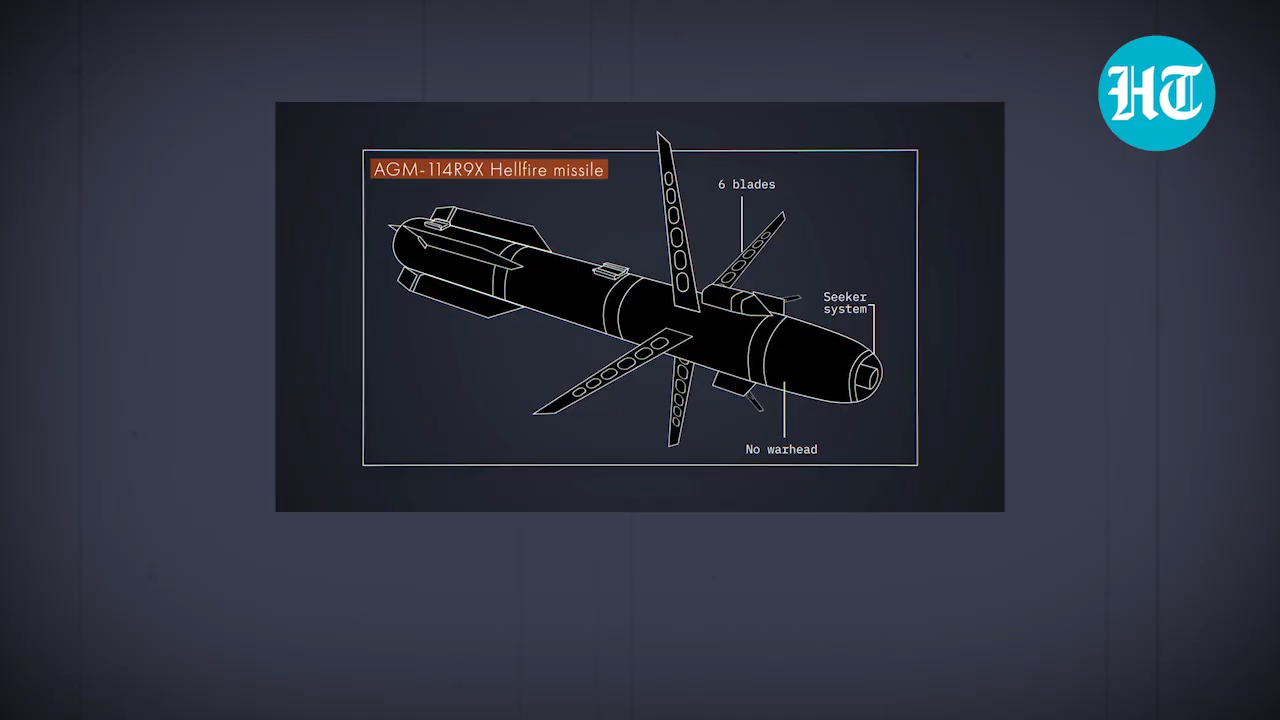 HT
AGM-114R9X Hellfire missile
6 blades
Seeker
system
No warhead